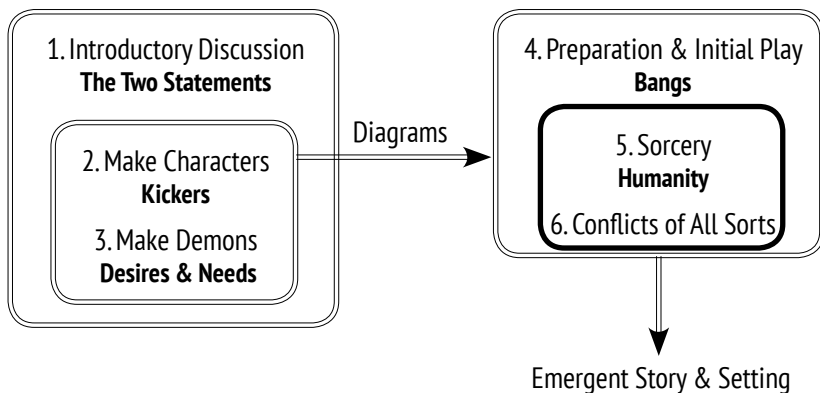 1. Introductory Discussion
The Two Statements
2. Make Characters
Kickers
3. Make Demons
Desires & Needs
Diagrams
4. Preparation & Initial Play
Bangs
5. Sorcery
Humanity
6. Conflicts of All Sorts
Emergent Story & Setting